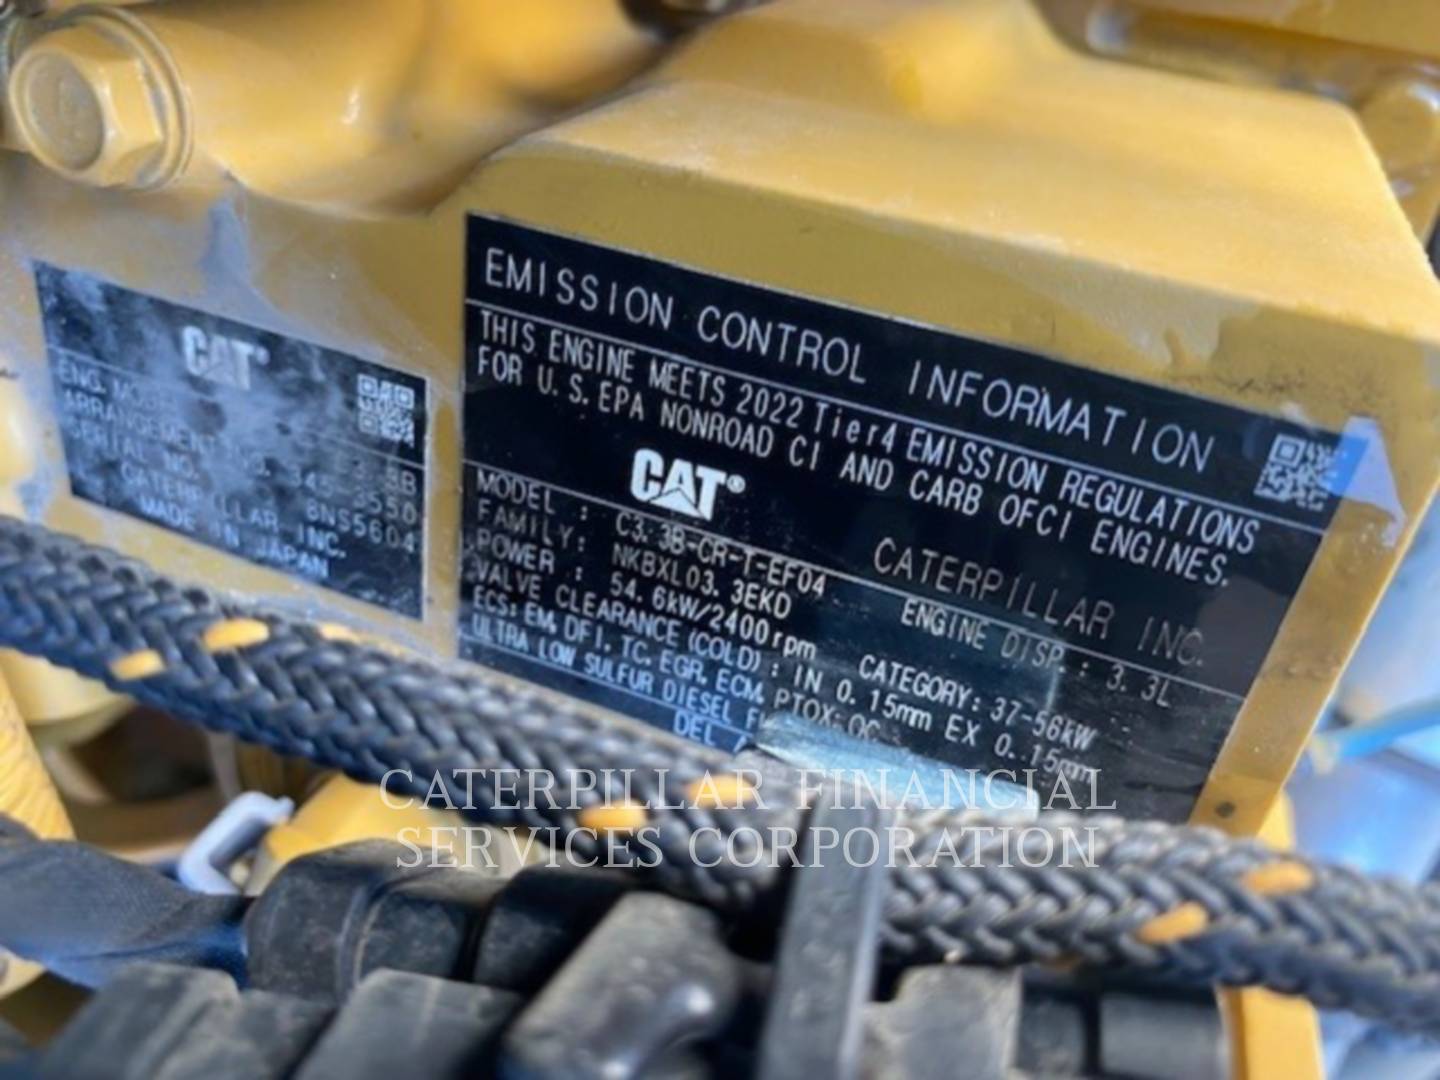 CAT
ENG. MODEL
ARRANGEMENT 3.3B
SERIAL NO. 345-3550
8NS5604
CATERPILLAR INC.
MADE IN JAPAN
EMISSION CONTROL INFORMATION
THIS ENGINE MEETS 2022 Tier4 EMISSION REGULATIONS
FOR U.S. EPA NONROAD CI AND CARB OFCI ENGINES.
CAT® CATERPILLAR INC.
MODEL : C3.3B-CR-T-EF04 ENGINE DISP. : 3.3L
FAMILY: NKBXL03.3EKD
POWER : 54.6kW/2400rpm CATEGORY: 37-56kW
VALVE CLEARANCE (COLD) : IN 0.15mm EX 0.15mm
ECS: EM, DFI, TC, EGR, ECM, PTOX-OC
ULTRA LOW SULFUR DIESEL
CATERPILLAR FINANCIAL
SERVICES CORPORATION